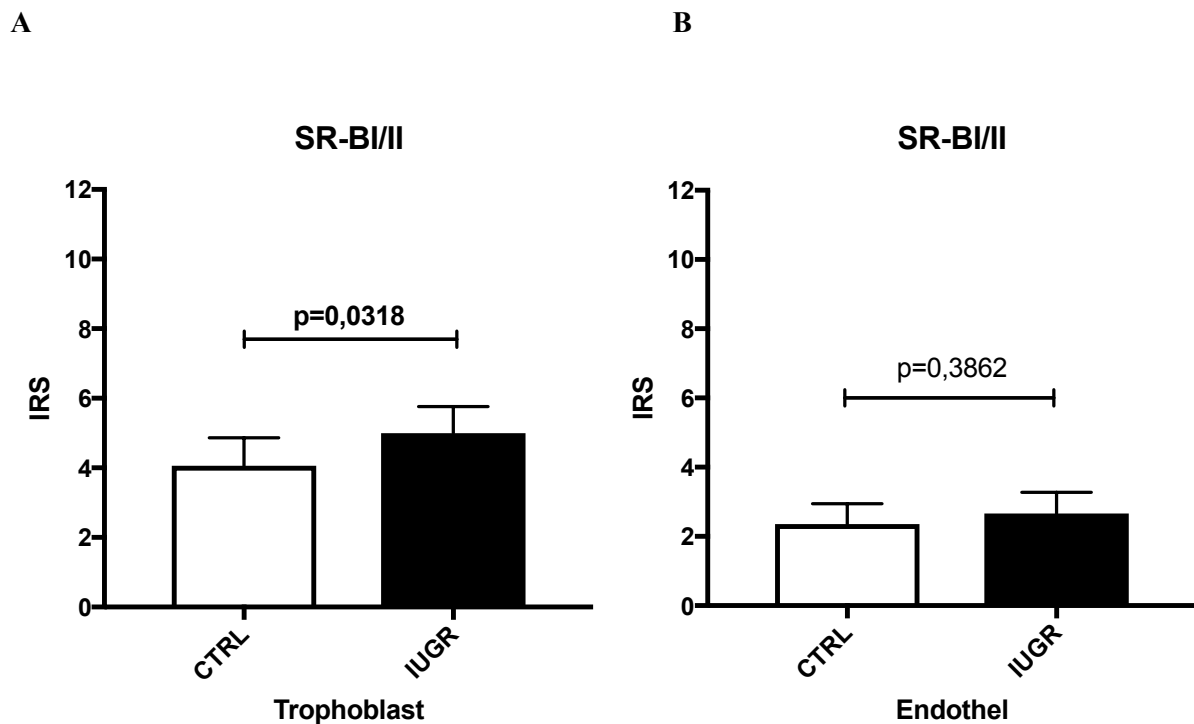 A
SR-BI/II
12
10
8
6
4
2
0
IRS
p=0,0318
CTRL
IUGR
Trophoblast
B
SR-BI/II
12
10
8
6
4
2
0
IRS
p=0,3862
CTRL
IUGR
Endothel